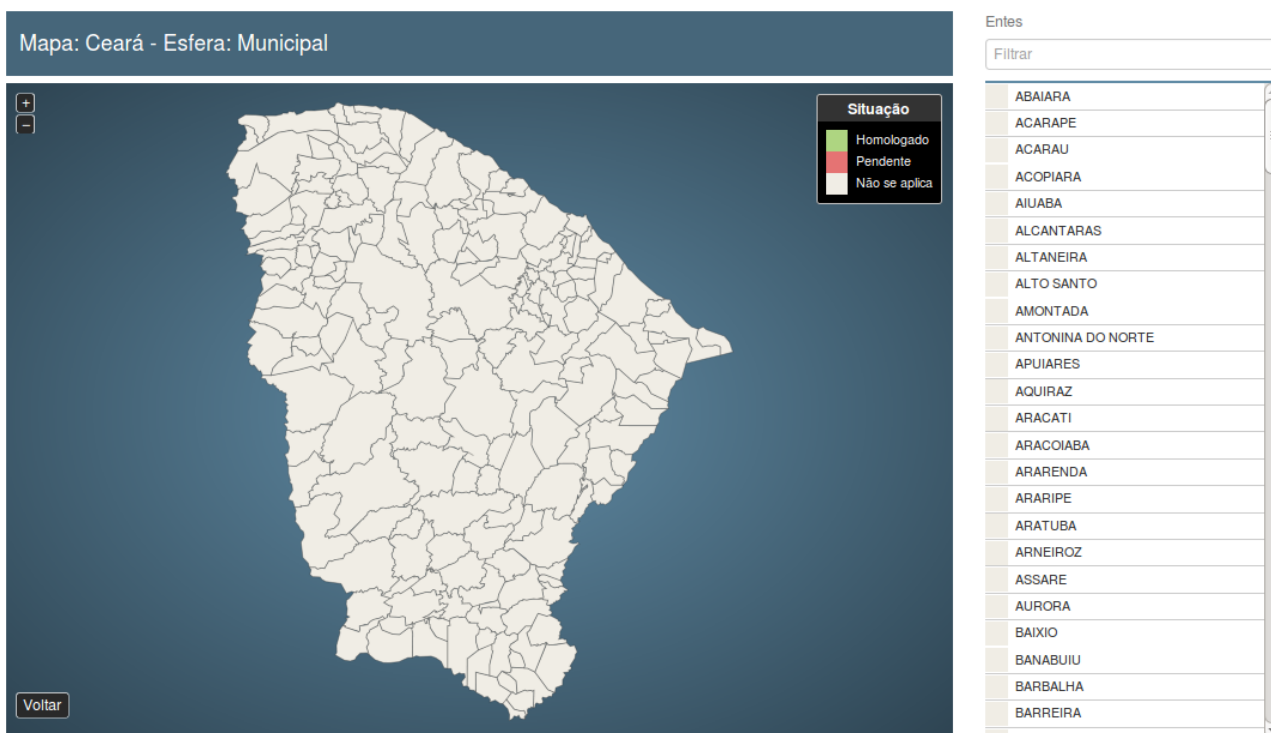 Mapa: Ceará - Esfera: Municipal
+
−
Situação
Homologado
Pendente
Não se aplica
Voltar
Entes
Filtrar
ABAIARA
ACARAPE
ACARAU
ACOPIARA
AIUABA
ALCANTARAS
ALTANEIRA
ALTO SANTO
AMONTADA
ANTONINA DO NORTE
APUIARES
AQUIRAZ
ARACATI
ARACOIABA
ARARENDA
ARARIPE
ARATUBA
ARNEIROZ
ASSARE
AURORA
BAIXIO
BANABUIU
BARBALHA
BARREIRA